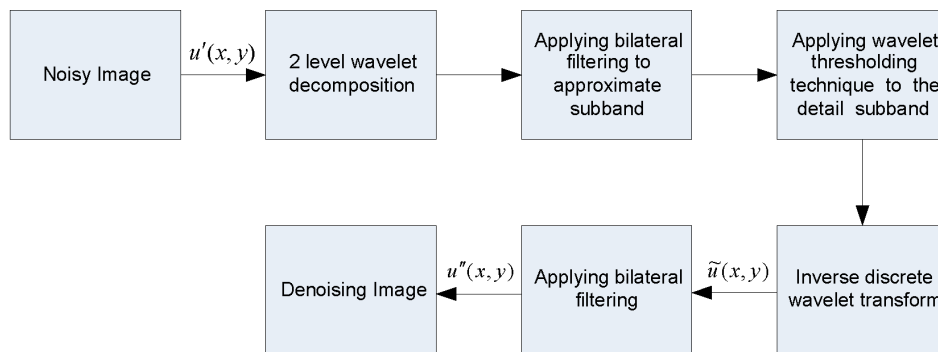 Noisy Image
u′(x, y)
2 level wavelet
decomposition
Applying bilateral
filtering to
approximate
subband
Applying wavelet
thresholding
technique to the
detail subband
Inverse discrete
wavelet transform
ũ(x, y)
Applying bilateral
filtering
u″(x, y)
Denoising Image